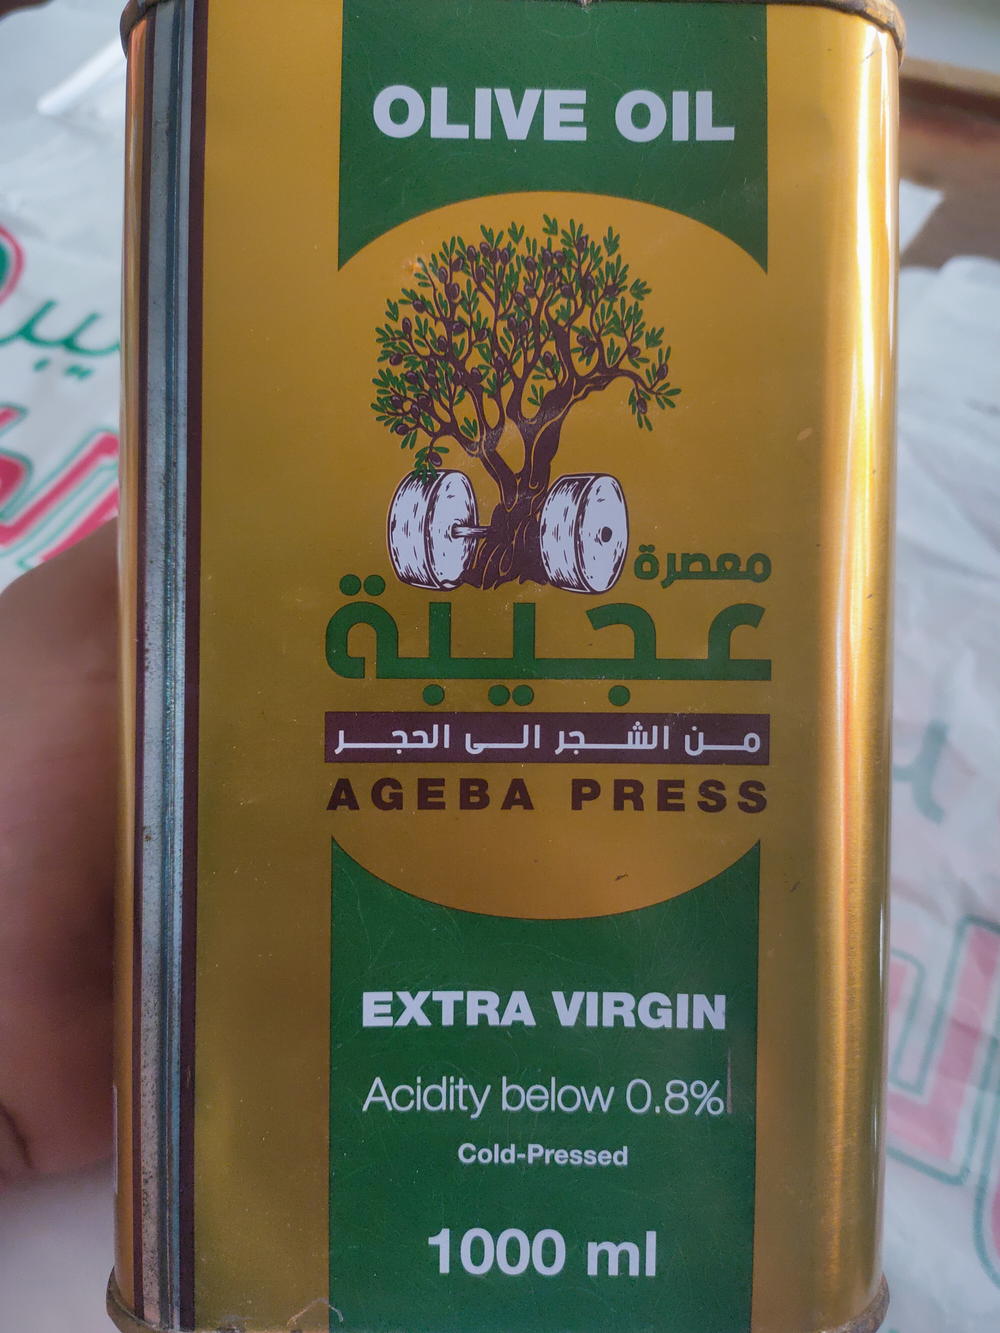 OLIVE OIL
معصرة
عجيبة
من الشجر الى الحجر
AGEBA PRESS
EXTRA VIRGIN
Acidity below 0.8%
Cold-Pressed
1000 ml